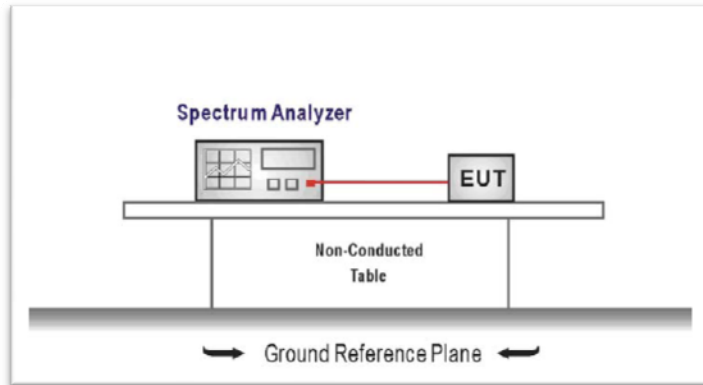 Spectrum Analyzer
EUT
Non-Conducted
Table
Ground Reference Plane